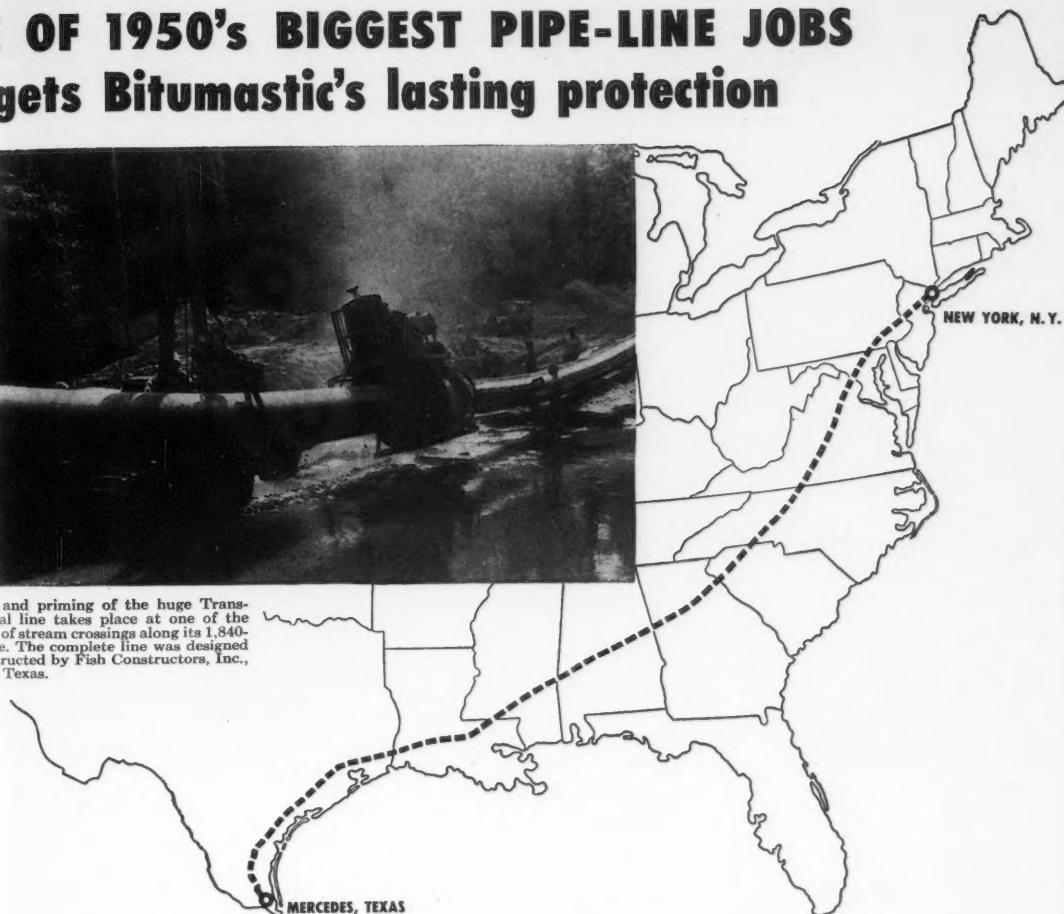 OF 1950's BIGGEST PIPE-LINE JOBS
gets Bitumastic's lasting protection
NEW YORK, N.Y.
and priming of the huge Trans-
al line takes place at one of the
of stream crossings along its 1,840-
e. The complete line was designed
ructed by Fish Constructors, Inc.,
Texas.
MERCEDES, TEXAS